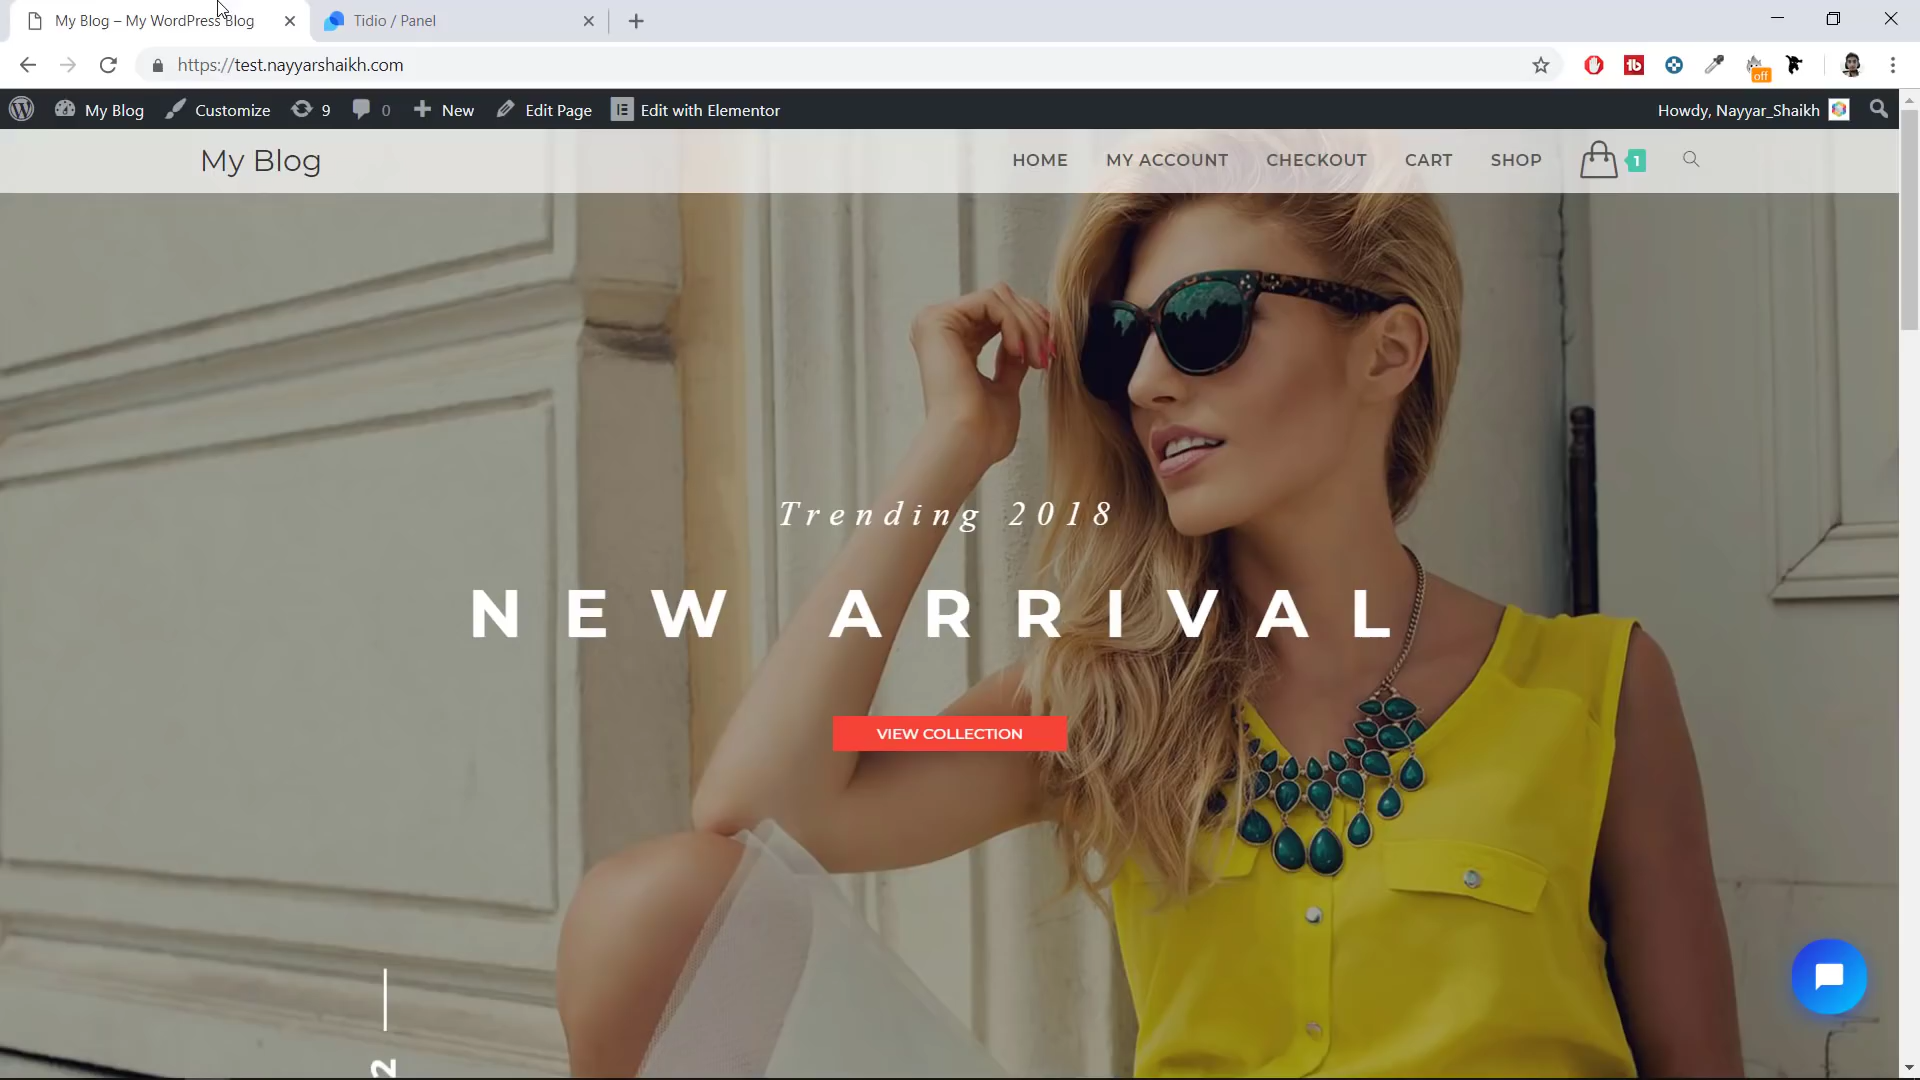 My Blog – My WordPress Blog
Tidio / Panel
https://test.nayyarshaikh.com
off
My Blog
Customize
9
0
New
Edit Page
Edit with Elementor
Howdy, Nayyar_Shaikh
My Blog
HOME
MY ACCOUNT
CHECKOUT
CART
SHOP
1
Trending 2018
NEW ARRIVAL
VIEW COLLECTION
2